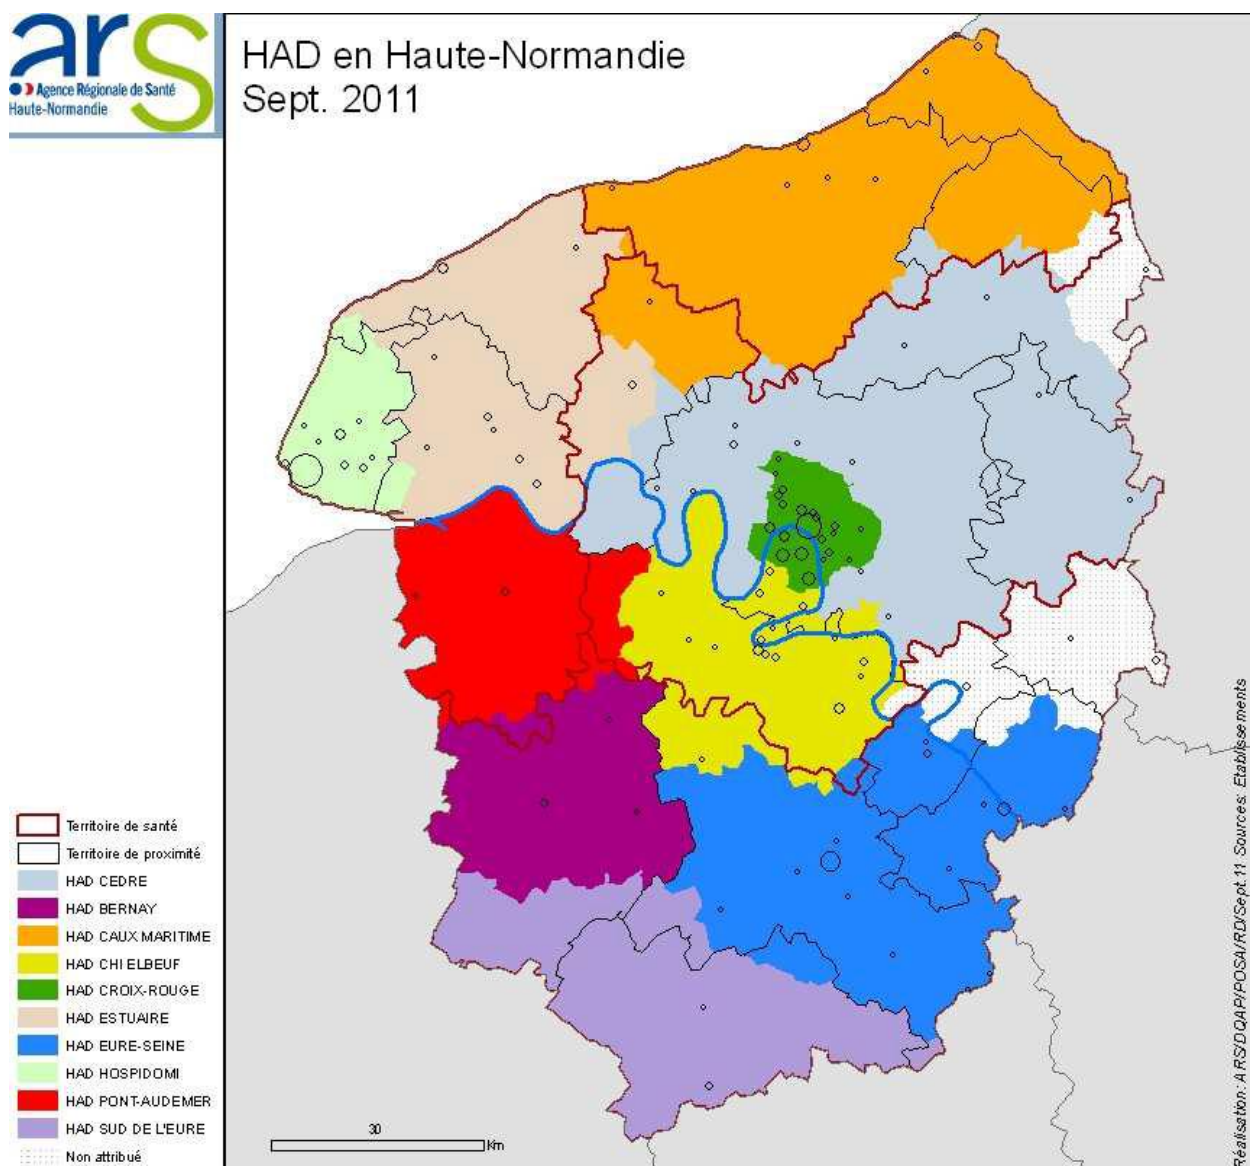 ars
Agence Régionale de Santé
Haute-Normandie
HAD en Haute-Normandie
Sept. 2011
Territoire de santé
Territoire de proximité
HAD CEDRE
HAD BERNAY
HAD CAUX MARITIME
HAD CHI ELBEUF
HAD CROIX-ROUGE
HAD ESTUAIRE
HAD EURE-SEINE
HAD HOSPIDOMI
HAD PONT-AUDEMER
HAD SUD DE L'EURE
Non attribué
30
Km
Réalisation: ARS/DQAP/POSA/RD/Sept.11 Sources: Etablissements